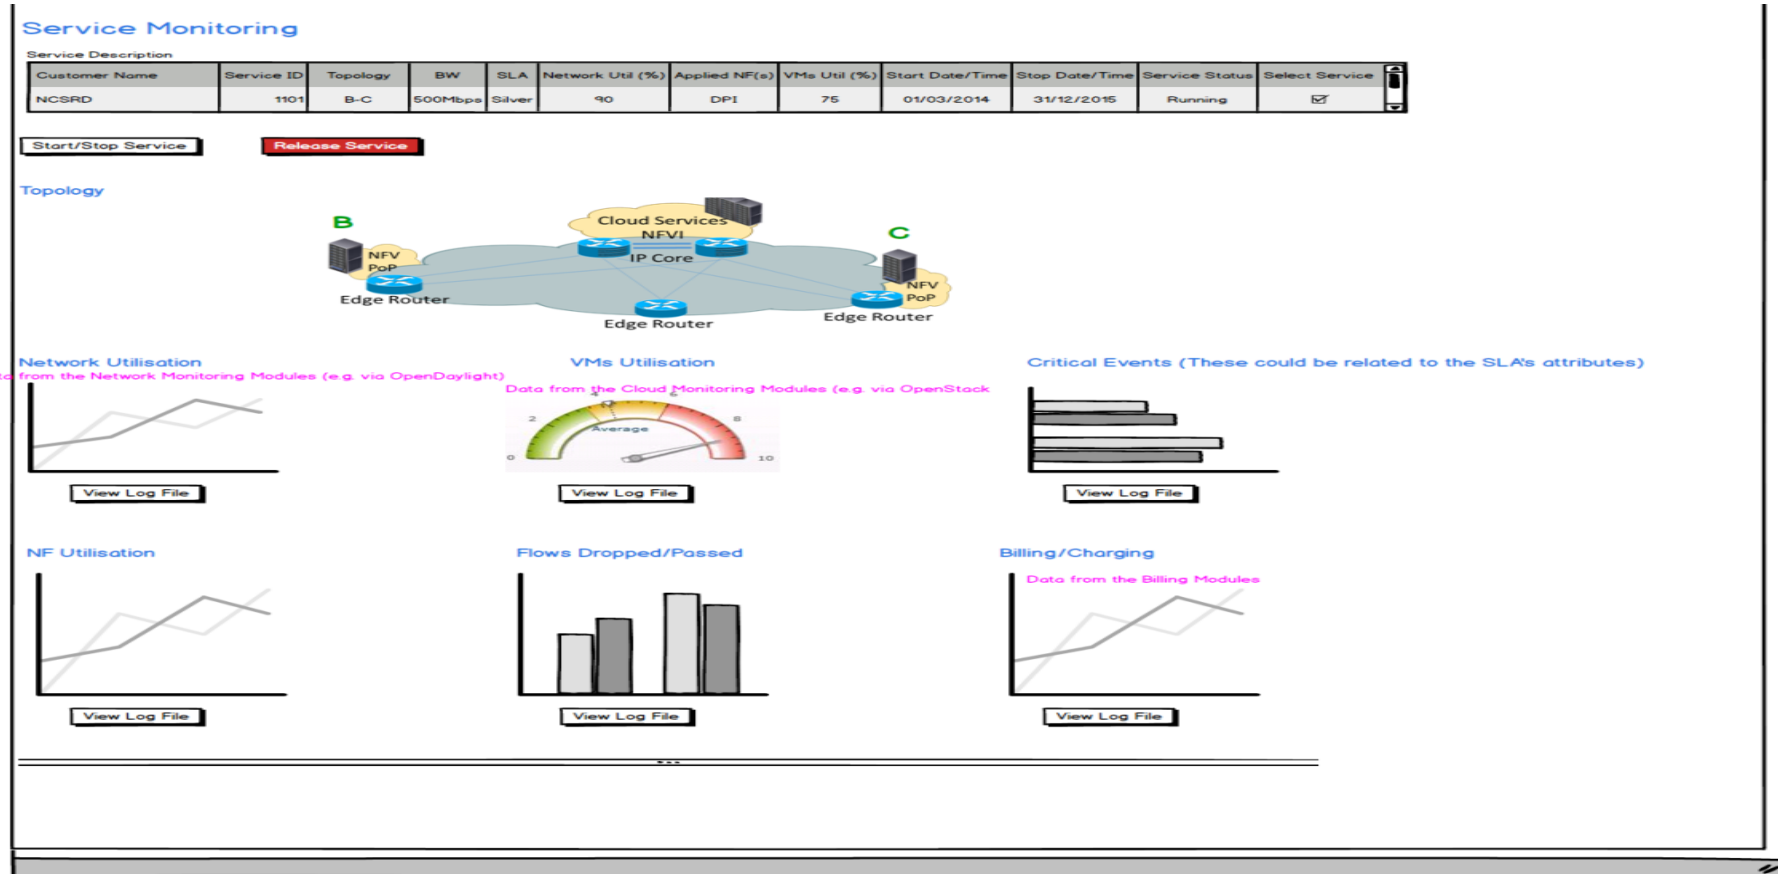 Service Monitoring
Service Description
Customer Name Service ID Topology BW SLA Network Util (%) Applied NF(s) VMs Util (%) Start Date/Time Stop Date/Time Service Status Select Service
NCSRD 1101 B-C 500Mbps Silver 90 DPI 75 01/03/2014 31/12/2015 Running
Start/Stop Service Release Service
Topology
B
Cloud Services
NFVI
C
NFV
PoP
IP Core
Edge Router
NFV
PoP
Edge Router
Edge Router
Network Utilisation VMs Utilisation Critical Events (These could be related to the SLA's attributes)
from the Network Monitoring Modules (e.g. via OpenDaylight)
Data from the Cloud Monitoring Modules (e.g. via OpenStack
0 2 4 6 8 10
Average
View Log File View Log File View Log File
NF Utilisation Flows Dropped/Passed Billing/Charging
Data from the Billing Modules
View Log File View Log File View Log File